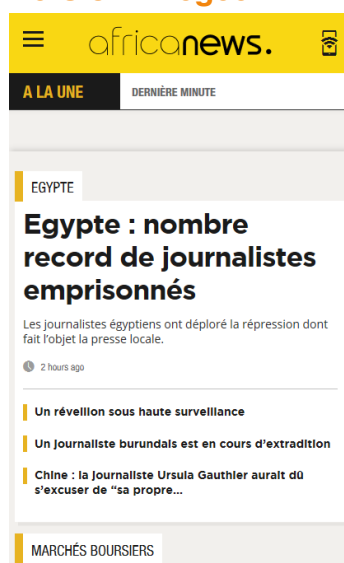 africanews.
A LA UNE
DERNIÈRE MINUTE
EGYPTE
Egypte : nombre
record de journalistes
emprisonnés
Les journalistes égyptiens ont déploré la répression dont
fait l'objet la presse locale.
2 hours ago
Un réveillon sous haute surveillance
Un journaliste burundais est en cours d'extradition
Chine : la journaliste Ursula Gauthier aurait dû
s'excuser de “sa propre...
MARCHÉS BOURSIERS